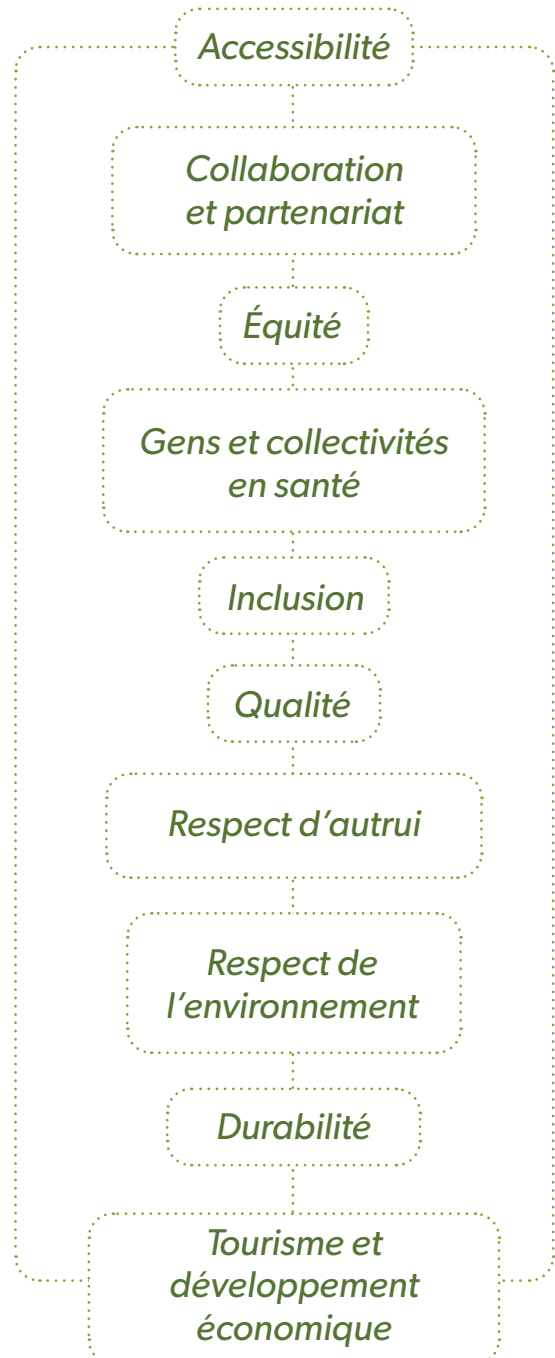 Accessibilité
Collaboration
et partenariat
Équité
Gens et collectivités
en santé
Inclusion
Qualité
Respect d’autrui
Respect de
l’environnement
Durabilité
Tourisme et
développement
économique